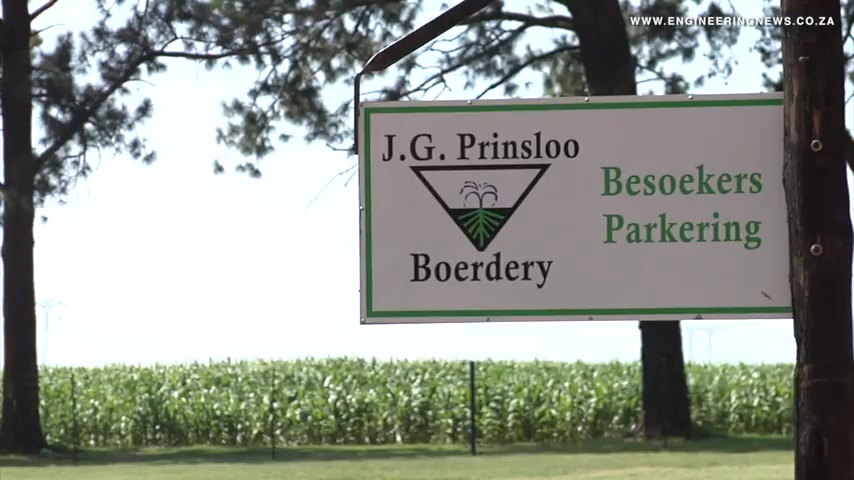 WWW.ENGINEERINGNEWS.CO.ZA
J.G. Prinsloo
Boerdery
Besoekers
Parkering